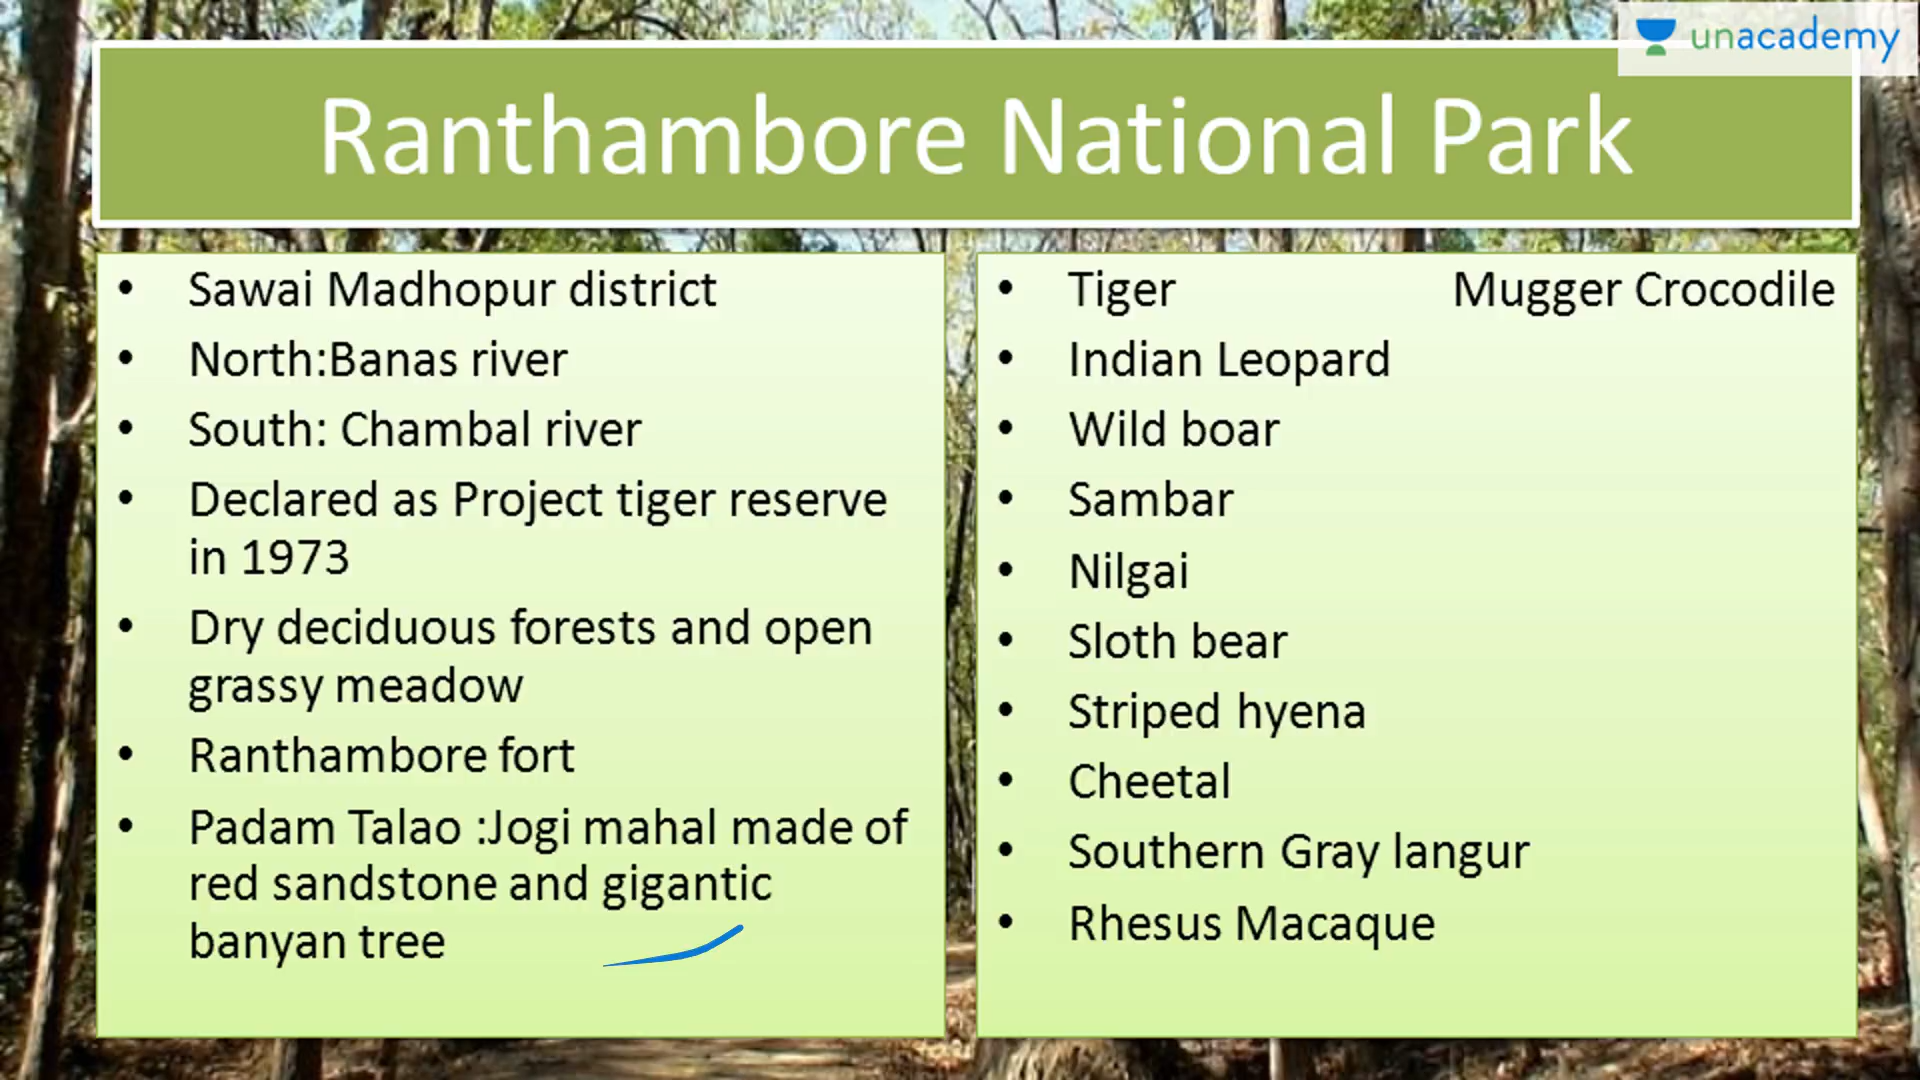 unacademy
Ranthambore National Park
• Sawai Madhopur district
• North:Banas river
• South: Chambal river
• Declared as Project tiger reserve
in 1973
• Dry deciduous forests and open
grassy meadow
• Ranthambore fort
• Padam Talao :Jogi mahal made of
red sandstone and gigantic
banyan tree
• Tiger Mugger Crocodile
• Indian Leopard
• Wild boar
• Sambar
• Nilgai
• Sloth bear
• Striped hyena
• Cheetal
• Southern Gray langur
• Rhesus Macaque